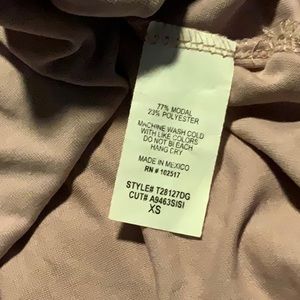 77% MODAL
23% POLYESTER
MACHINE WASH COLD
WITH LIKE COLORS
DO NOT BLEACH
HANG DRY
MADE IN MEXICO
RN # 102517
STYLE# T28127DG
CUT# A9463SISI
XS